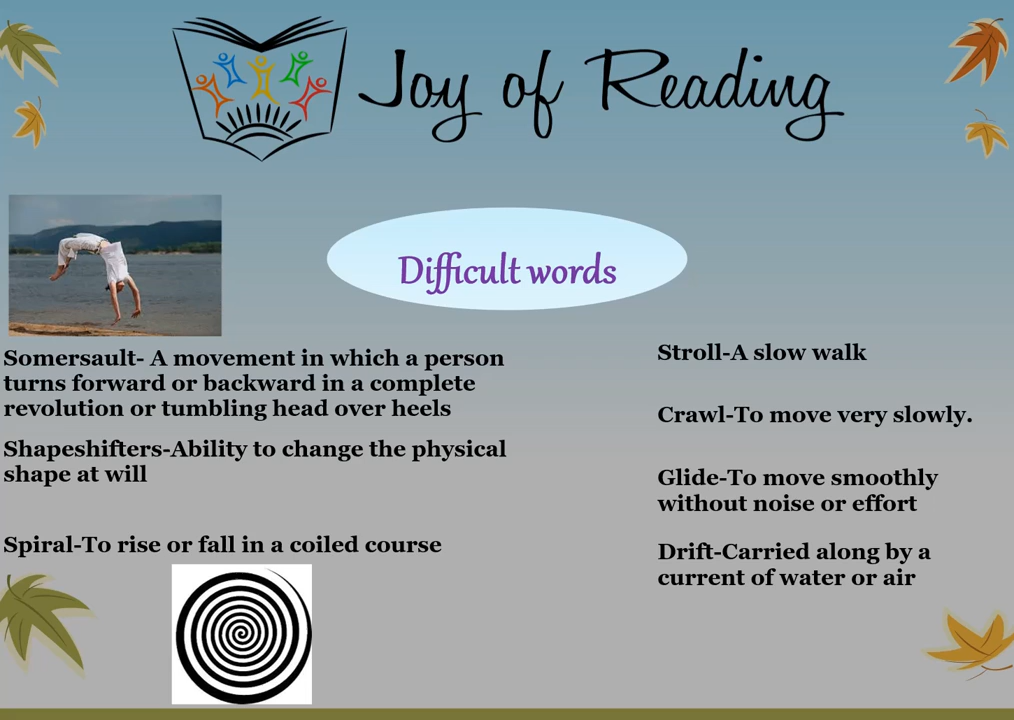 Joy of Reading
Difficult words
Somersault- A movement in which a person
turns forward or backward in a complete
revolution or tumbling head over heels
Shapeshifters-Ability to change the physical
shape at will
Spiral-To rise or fall in a coiled course
Stroll-A slow walk
Crawl-To move very slowly.
Glide-To move smoothly
without noise or effort
Drift-Carried along by a
current of water or air